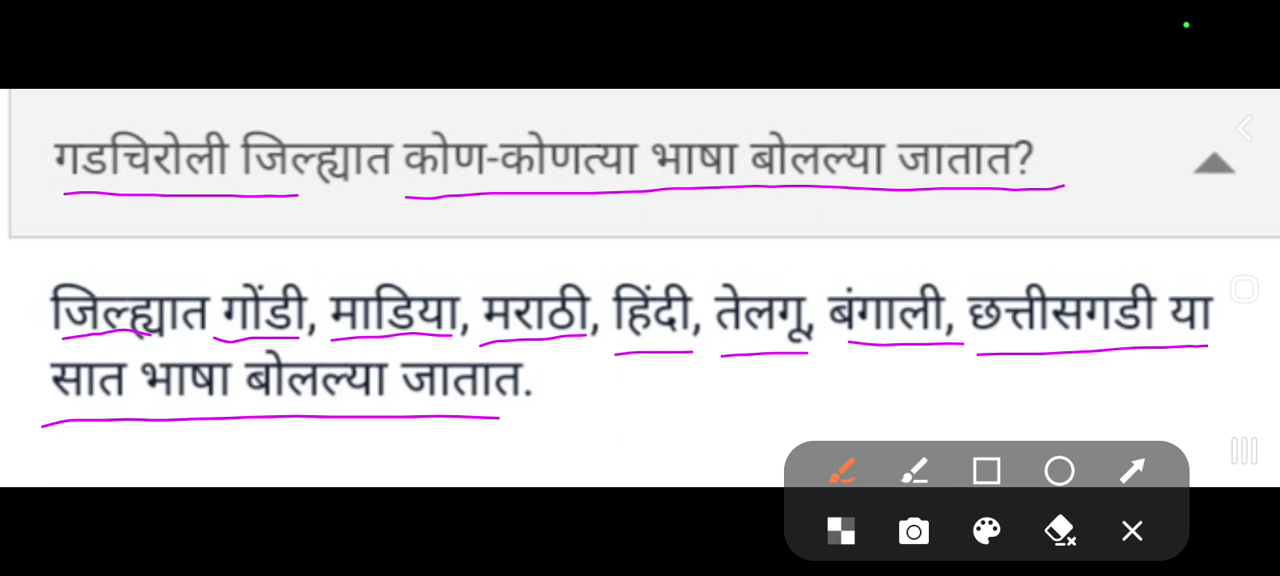 गडचिरोली जिल्ह्यात कोण-कोणत्या भाषा बोलल्या जातात?
जिल्ह्यात गोंडी, माडिया, मराठी, हिंदी, तेलगू, बंगाली, छत्तीसगडी या
सात भाषा बोलल्या जातात.